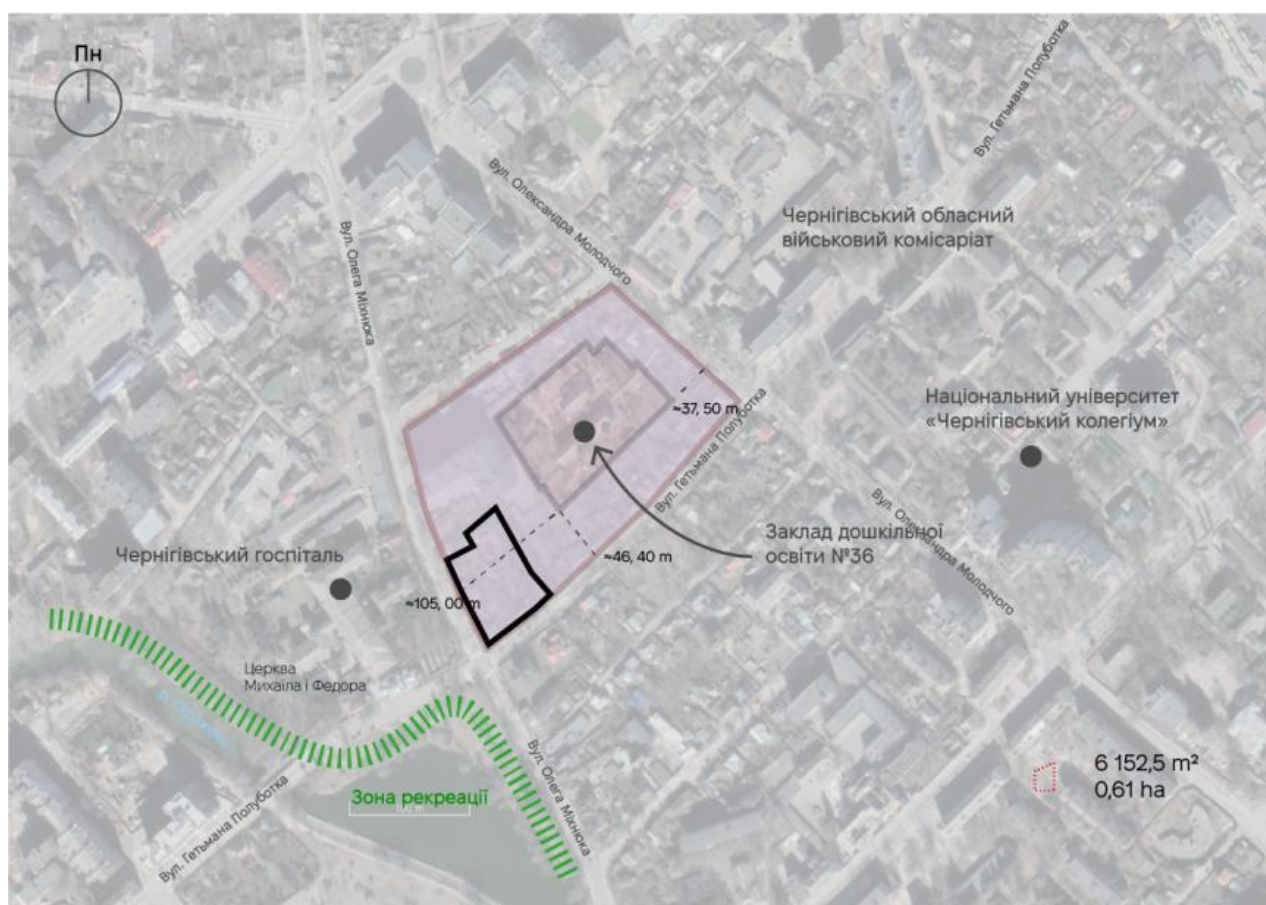 Пн
Вул. Гетьмана Полуботка
Вул. Олександра Молодчого
Чернігівський обласний
військовий комісаріат
Вул. Олега Міхнюка
≈37, 50 m
Національний університет
«Чернігівський колегіум»
Вул. Гетьмана Полуботка
Вул. Олександра Молодчого
Заклад дошкільної
освіти №36
Чернігівський госпіталь
≈46, 40 m
≈105, 00 m
Церква
Михаїла і Федора
Вул. Олега Міхнюка
6 152,5 m²
0,61 ha
Зона рекреації
Вул. Гетьмана Полуботка